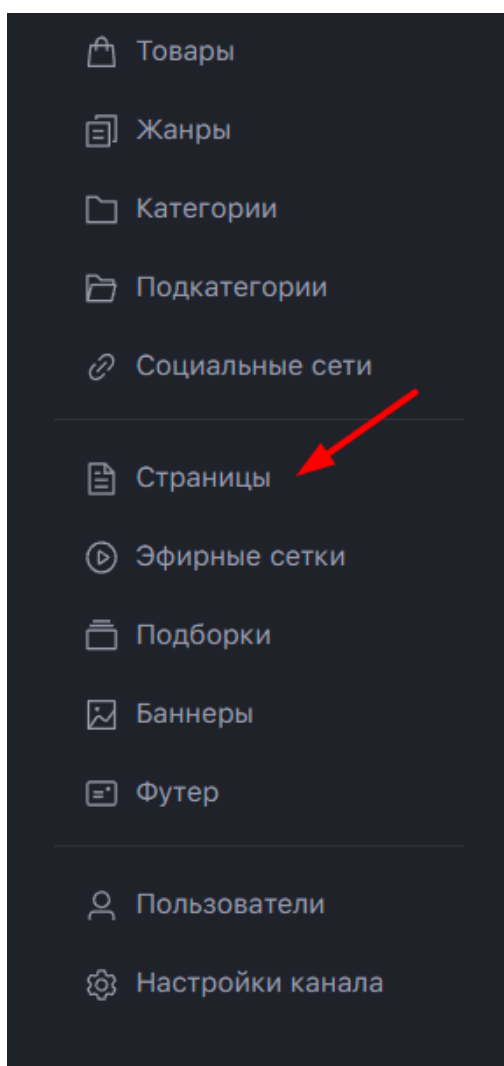 Товары
Жанры
Категории
Подкатегории
Социальные сети
Страницы
Эфирные сетки
Подборки
Баннеры
Футер
Пользователи
Настройки канала